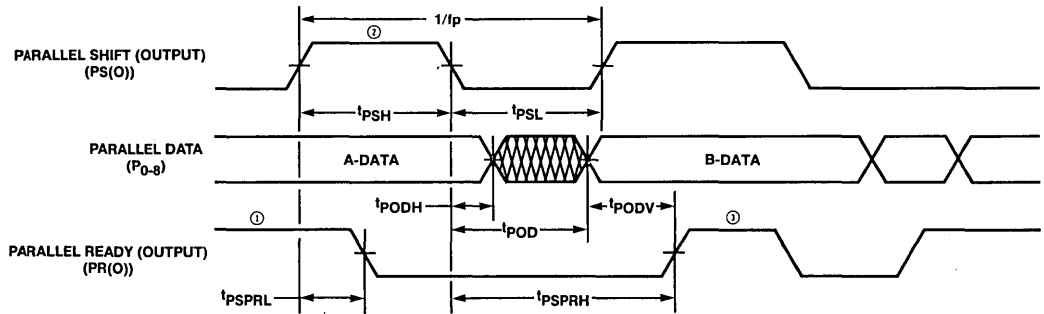 1/fp
②
PARALLEL SHIFT (OUTPUT)
(PS(O))
tPSH
tPSL
PARALLEL DATA
(P0-8)
A-DATA
B-DATA
tPODH
tPODV
①
tPOD
③
PARALLEL READY (OUTPUT)
(PR(O))
tPSPRL
tPSPRH